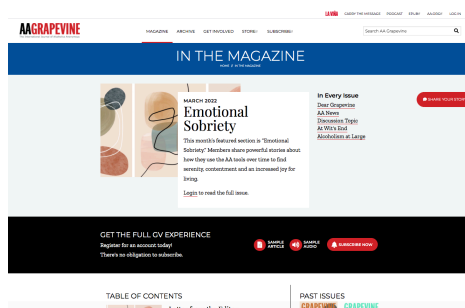 LA VIÑA CARRY THE MESSAGE PODCAST EPUB/ AA.ORG/ LOG IN
AAGRAPEVINE
MAGAZINE ARCHIVE GET INVOLVED STORE/ SUBSCRIBE/
Search AA Grapevine
IN THE MAGAZINE
HOME // IN THE MAGAZINE
MARCH 2022
Emotional
Sobriety
This month's featured section is "Emotional
Sobriety." Members share powerful stories about
how they use the AA tools over time to find
serenity, contentment and an increased joy for
living.
Login to read the full issue.
In Every Issue
Dear Grapevine
AA News
Discussion Topic
At Wit's End
Alcoholism at Large
SHARE YOUR STOR
GET THE FULL GV EXPERIENCE
Register for an account today!
There's no obligation to subscribe.
SAMPLE
ARTICLE
SAMPLE
AUDIO
SUBSCRIBE NOW
TABLE OF CONTENTS
PAST ISSUES
GRAPEVINE GRAPEVINE